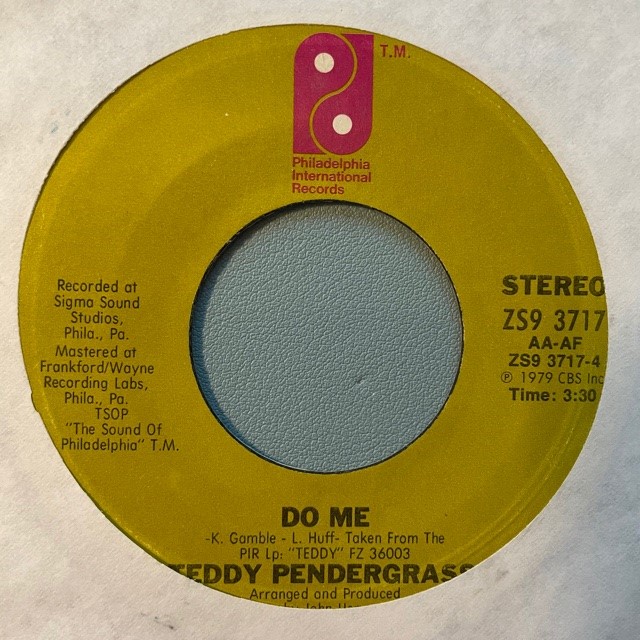 T.M.
Philadelphia
International
Records
Recorded at
Sigma Sound
Studios,
Phila., Pa.
Mastered at
Frankford/Wayne
Recording Labs,
Phila., Pa.
TSOP
"The Sound Of
Philadelphia" T.M.
STEREO
ZS9 3717
AA-AF
ZS9 3717-4
℗ 1979 CBS Inc
Time: 3:30
DO ME
-K. Gamble - L. Huff- Taken From The
PIR Lp: "TEDDY" FZ 36003
TEDDY PENDERGRASS
Arranged and Produced
by John